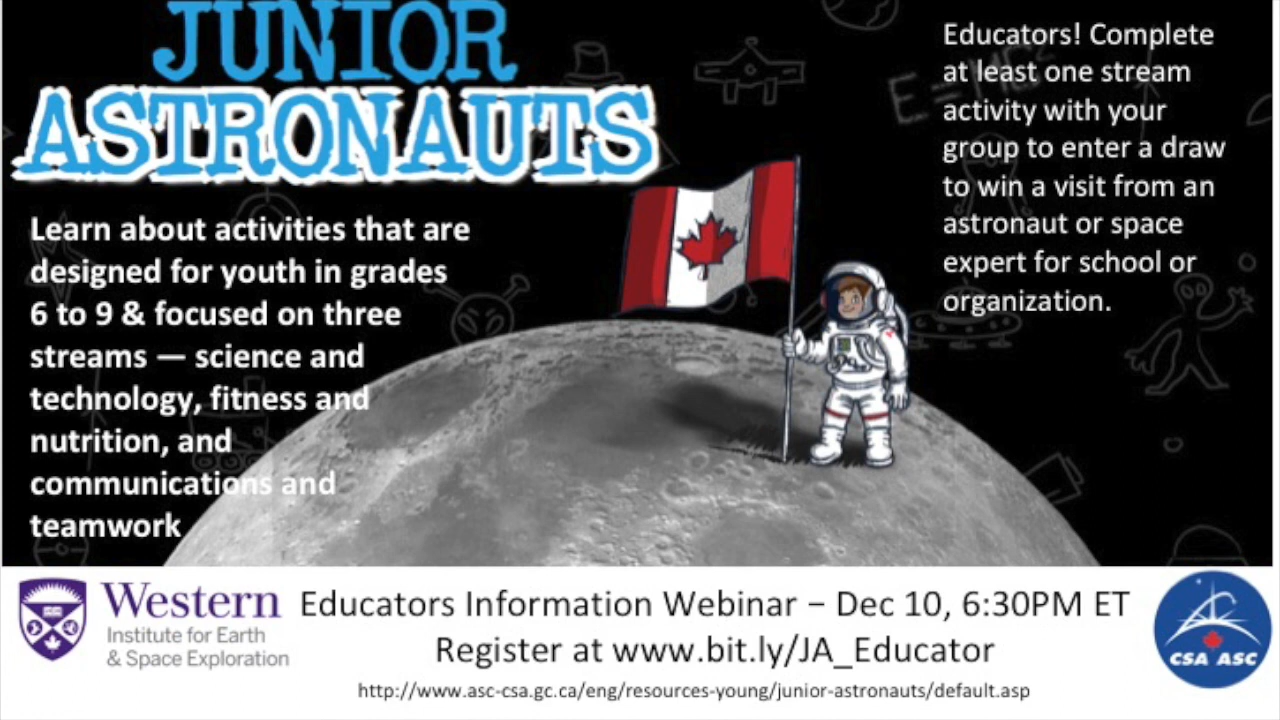 JUNIOR
ASTRONAUTS
Learn about activities that are
designed for youth in grades
6 to 9 & focused on three
streams — science and
technology, fitness and
nutrition, and
communications and
teamwork
Educators! Complete
at least one stream
activity with your
group to enter a draw
to win a visit from an
astronaut or space
expert for school or
organization.
Western
Institute for Earth
& Space Exploration
Educators Information Webinar – Dec 10, 6:30PM ET
Register at www.bit.ly/JA_Educator
http://www.asc-csa.gc.ca/eng/resources-young/junior-astronauts/default.asp
CSA ASC